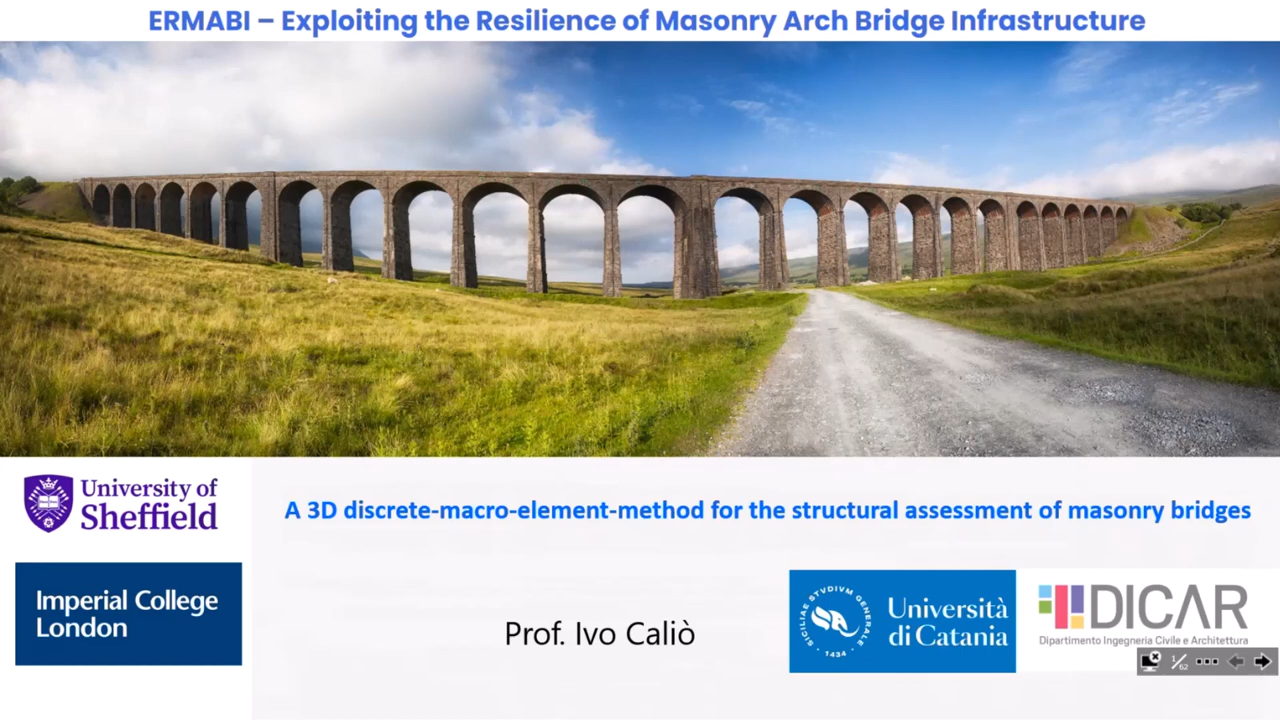 ERMABI – Exploiting the Resilience of Masonry Arch Bridge Infrastructure
University of
Sheffield
A 3D discrete-macro-element-method for the structural assessment of masonry bridges
Imperial College
London
Prof. Ivo Caliò
SICILIAE STVDIVM GENERALE
1434
Università
di Catania
DICAR
Dipartimento Ingegneria Civile e Architettura
1/62